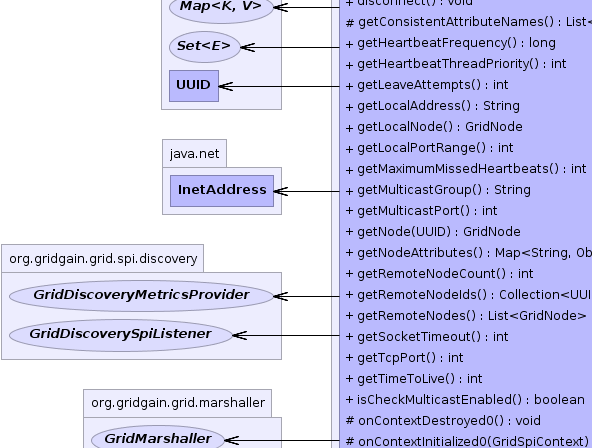 Map<K, V>
Set<E>
UUID
java.net
InetAddress
org.gridgain.grid.spi.discovery
GridDiscoveryMetricsProvider
GridDiscoverySpiListener
org.gridgain.grid.marshaller
GridMarshaller
+ disconnect() : void
# getConsistentAttributeNames() : List<
+ getHeartbeatFrequency() : long
+ getHeartbeatThreadPriority() : int
+ getLeaveAttempts() : int
+ getLocalAddress() : String
+ getLocalNode() : GridNode
+ getLocalPortRange() : int
+ getMaximumMissedHeartbeats() : int
+ getMulticastGroup() : String
+ getMulticastPort() : int
+ getNode(UUID) : GridNode
+ getNodeAttributes() : Map<String, Ob
+ getRemoteNodeCount() : int
+ getRemoteNodeIds() : Collection<UUI
+ getRemoteNodes() : List<GridNode>
+ getSocketTimeout() : int
+ getTcpPort() : int
+ getTimeToLive() : int
+ isCheckMulticastEnabled() : boolean
# onContextDestroyed0() : void
# onContextInitialized0(GridSpiContext)